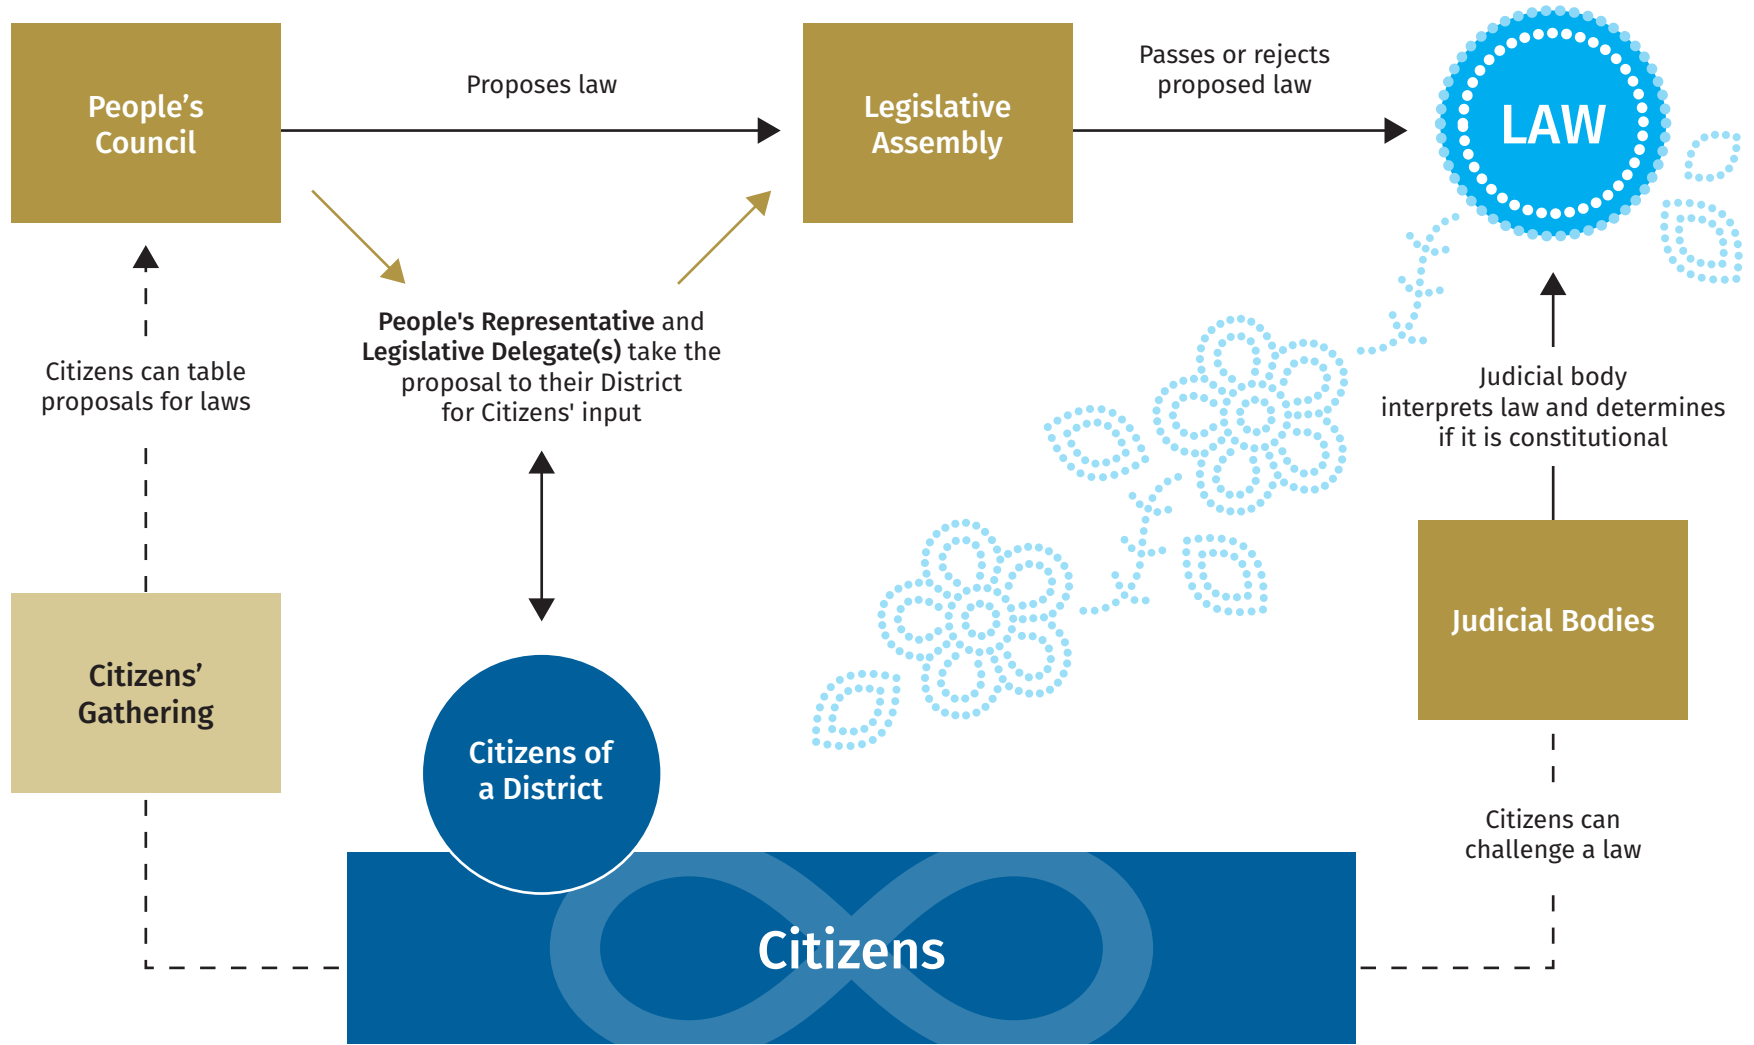 People’s
Council
Proposes law
Legislative
Assembly
Passes or rejects
proposed law
LAW
People's Representative and
Legislative Delegate(s) take the
proposal to their District
for Citizens' input
Citizens can table
proposals for laws
Judicial body
interprets law and determines
if it is constitutional
Citizens’
Gathering
Judicial Bodies
Citizens of
a District
Citizens can
challenge a law
Citizens